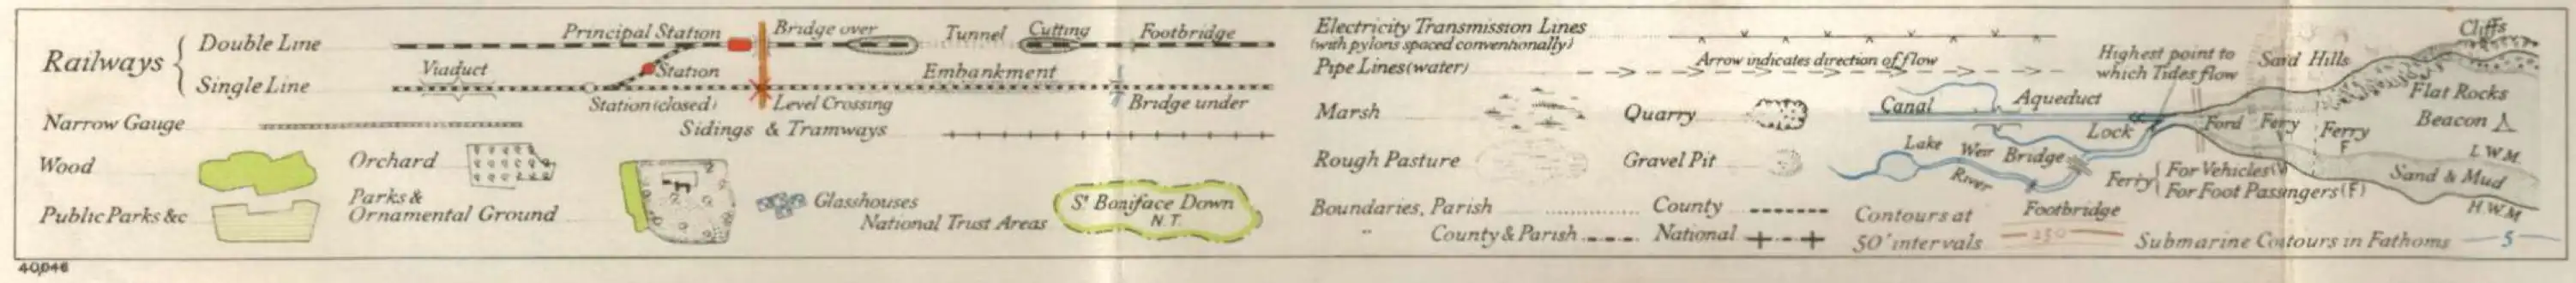 Railways
Double Line
Single Line
Principal Station
Bridge over
Tunnel
Cutting
Footbridge
Viaduct
Station
Embankment
Station (closed)
Level Crossing
Bridge under
Narrow Gauge
Sidings & Tramways
Wood
Orchard
Public Parks &c
Parks &
Ornamental Ground
Glasshouses
National Trust Areas
St Boniface Down
N.T.
Electricity Transmission Lines
(with pylons spaced conventionally)
Pipe Lines (water)
Arrow indicates direction of flow
Marsh
Quarry
Rough Pasture
Gravel Pit
Boundaries, Parish
County
" County & Parish
National
Highest point to
which Tides flow
Sand Hills
Cliffs
Flat Rocks
Canal
Aqueduct
Lock
Ford
Ferry
V
Ferry
F
Beacon
Lake
Weir
Bridge
River
L.W.M.
Ferry
For Vehicles (V)
For Foot Passingers (F)
Sand & Mud
H.W.M
Footbridge
Contours at
50' intervals
250
Submarine Contours in Fathoms
5
40,046